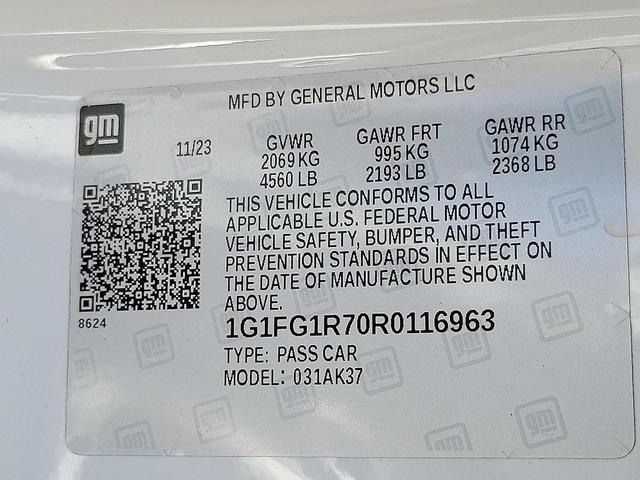 MFD BY GENERAL MOTORS LLC
gm
11/23
GVWR GAWR FRT GAWR RR
2069 KG 995 KG 1074 KG
4560 LB 2193 LB 2368 LB
THIS VEHICLE CONFORMS TO ALL
APPLICABLE U.S. FEDERAL MOTOR
VEHICLE SAFETY, BUMPER, AND THEFT
PREVENTION STANDARDS IN EFFECT ON
THE DATE OF MANUFACTURE SHOWN
ABOVE.
8624
1G1FG1R70R0116963
TYPE: PASS CAR
MODEL: 031AK37